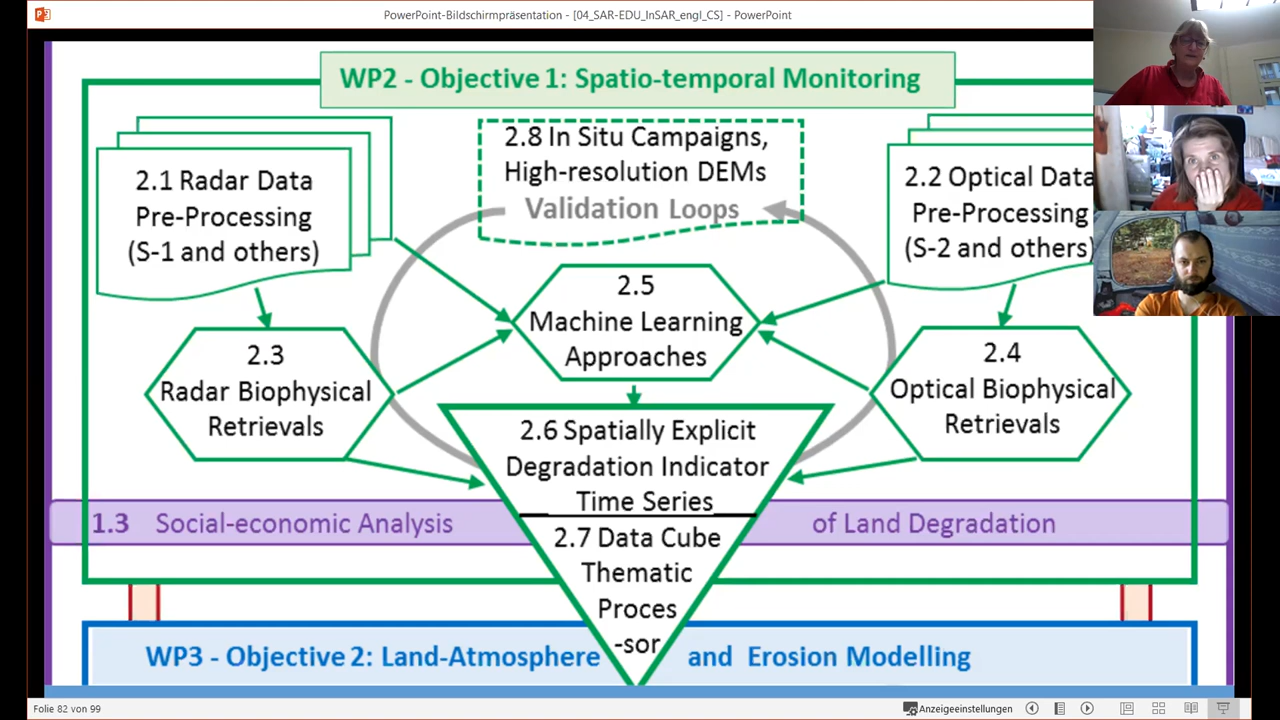 PowerPoint-Bildschirmpräsentation - [04_SAR-EDU_InSAR_engl_CS] - PowerPoint
WP2 - Objective 1: Spatio-temporal Monitoring
2.1 Radar Data
Pre-Processing
(S-1 and others)
2.8 In Situ Campaigns,
High-resolution DEMs
Validation Loops
2.2 Optical Data
Pre-Processing
(S-2 and others)
2.5
Machine Learning
Approaches
2.3
Radar Biophysical
Retrievals
2.4
Optical Biophysical
Retrievals
2.6 Spatially Explicit
Degradation Indicator
Time Series
1.3 Social-economic Analysis of Land Degradation
2.7 Data Cube
Thematic
Proces
-sor
WP3 - Objective 2: Land-Atmosphere and Erosion Modelling
Folie 82 von 99
Anzeigeeinstellungen